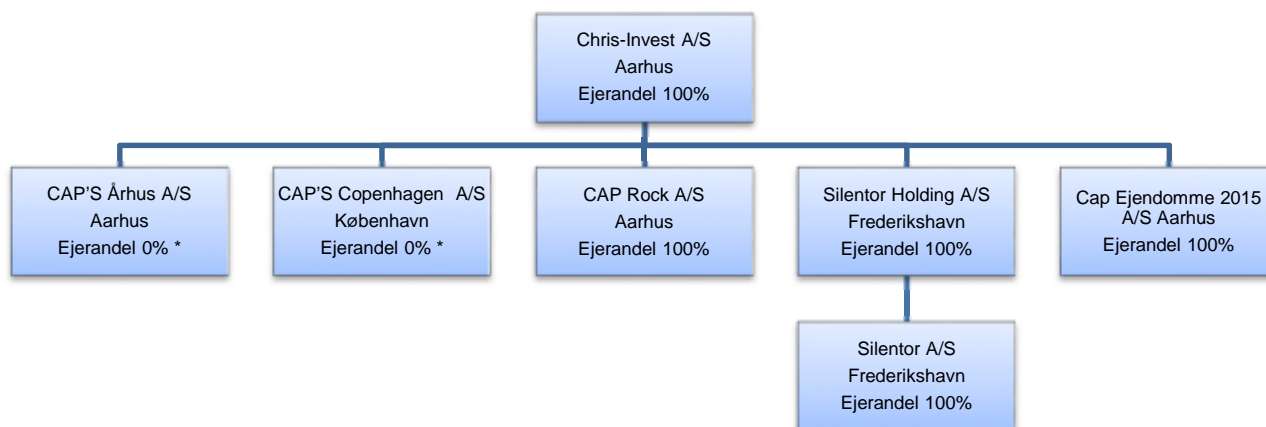 Chris-Invest A/S
Aarhus
Ejerandel 100%
CAP'S Århus A/S
Aarhus
Ejerandel 0% *
CAP'S Copenhagen A/S
København
Ejerandel 0% *
CAP Rock A/S
Aarhus
Ejerandel 100%
Silentor Holding A/S
Frederikshavn
Ejerandel 100%
Cap Ejendomme 2015
A/S Aarhus
Ejerandel 100%
Silentor A/S
Frederikshavn
Ejerandel 100%